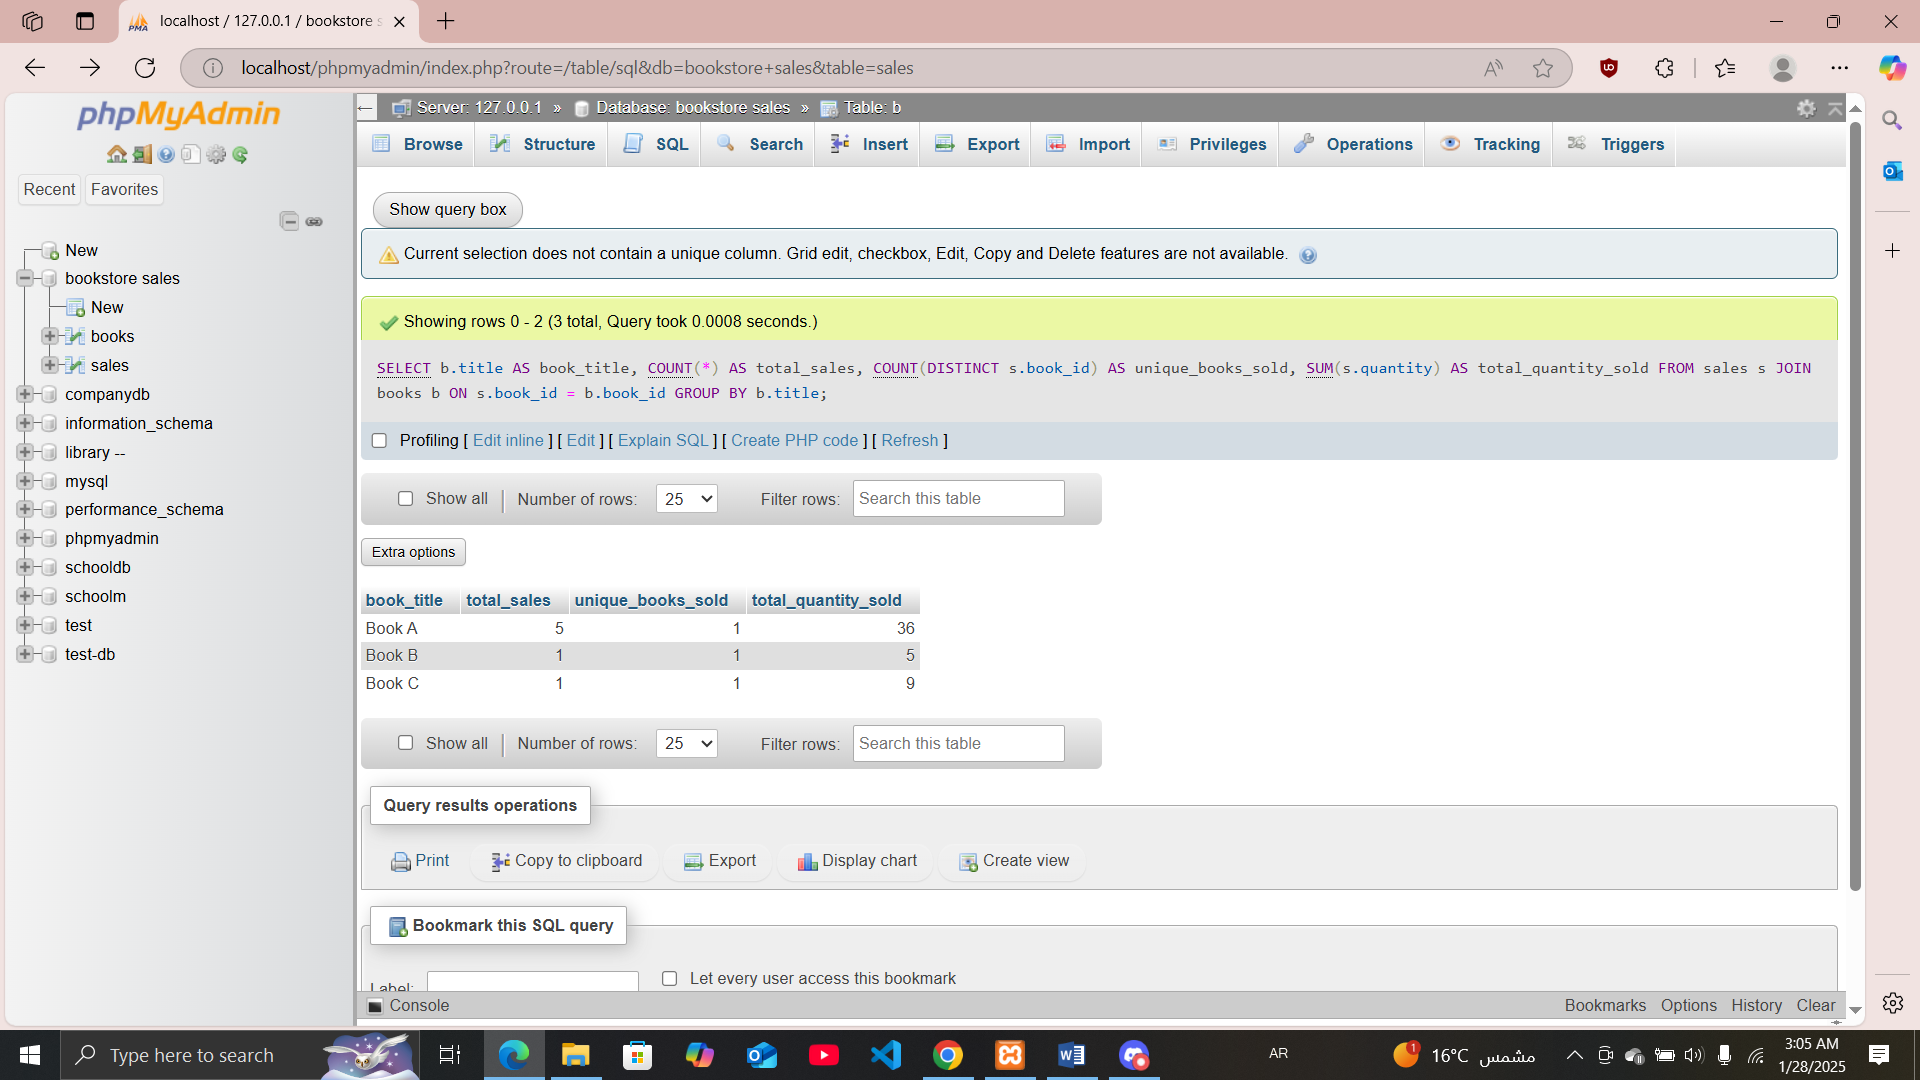 localhost / 127.0.0.1 / bookstore s
localhost/phpmyadmin/index.php?route=/table/sql&db=bookstore+sales&table=sales
phpMyAdmin
Recent Favorites
New
bookstore sales
New
books
sales
companydb
information_schema
library --
mysql
performance_schema
phpmyadmin
schooldb
schoolm
test
test-db
Server: 127.0.0.1 » Database: bookstore sales » Table: b
Browse Structure SQL Search Insert Export Import Privileges Operations Tracking Triggers
Show query box
Current selection does not contain a unique column. Grid edit, checkbox, Edit, Copy and Delete features are not available.
Showing rows 0 - 2 (3 total, Query took 0.0008 seconds.)
SELECT b.title AS book_title, COUNT(*) AS total_sales, COUNT(DISTINCT s.book_id) AS unique_books_sold, SUM(s.quantity) AS total_quantity_sold FROM sales s JOIN
books b ON s.book_id = b.book_id GROUP BY b.title;
Profiling [ Edit inline ] [ Edit ] [ Explain SQL ] [ Create PHP code ] [ Refresh ]
Show all Number of rows: 25 Filter rows: Search this table
Extra options
book_title total_sales unique_books_sold total_quantity_sold
Book A 5 1 36
Book B 1 1 5
Book C 1 1 9
Show all Number of rows: 25 Filter rows: Search this table
Query results operations
Print Copy to clipboard Export Display chart Create view
Bookmark this SQL query
Label: Let every user access this bookmark
Console Bookmarks Options History Clear
Type here to search
AR
1
16°C مشمس
3:05 AM
1/28/2025